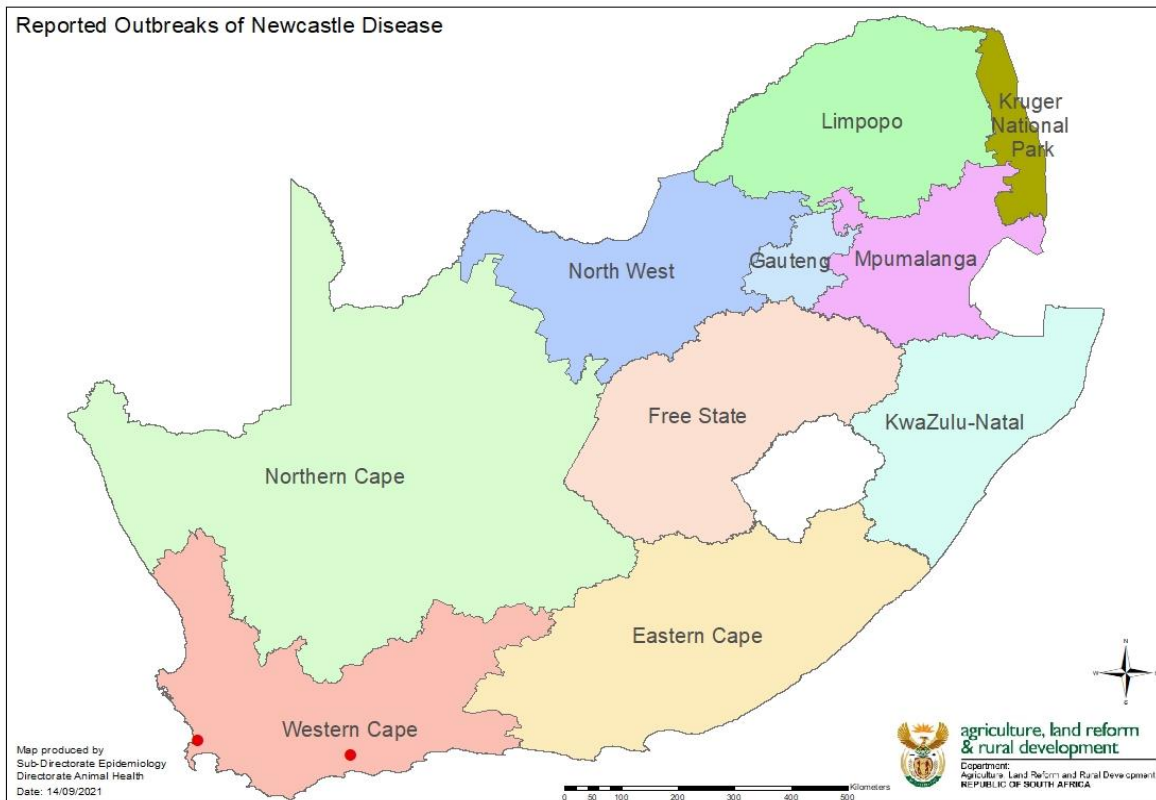 Reported Outbreaks of Newcastle Disease
Limpopo
Kruger
National
Park
North West
Gauteng
Mpumalanga
Free State
KwaZulu-Natal
Northern Cape
Eastern Cape
Western Cape
N
W
S
Map produced by
Sub-Directorate Epidemiology
Directorate Animal Health
Date: 14/09/2021
Kilometers
0 50 100 200 300 400 500
agriculture, land reform
& rural development
Department:
Agriculture, Land Reform and Rural Development
REPUBLIC OF SOUTH AFRICA